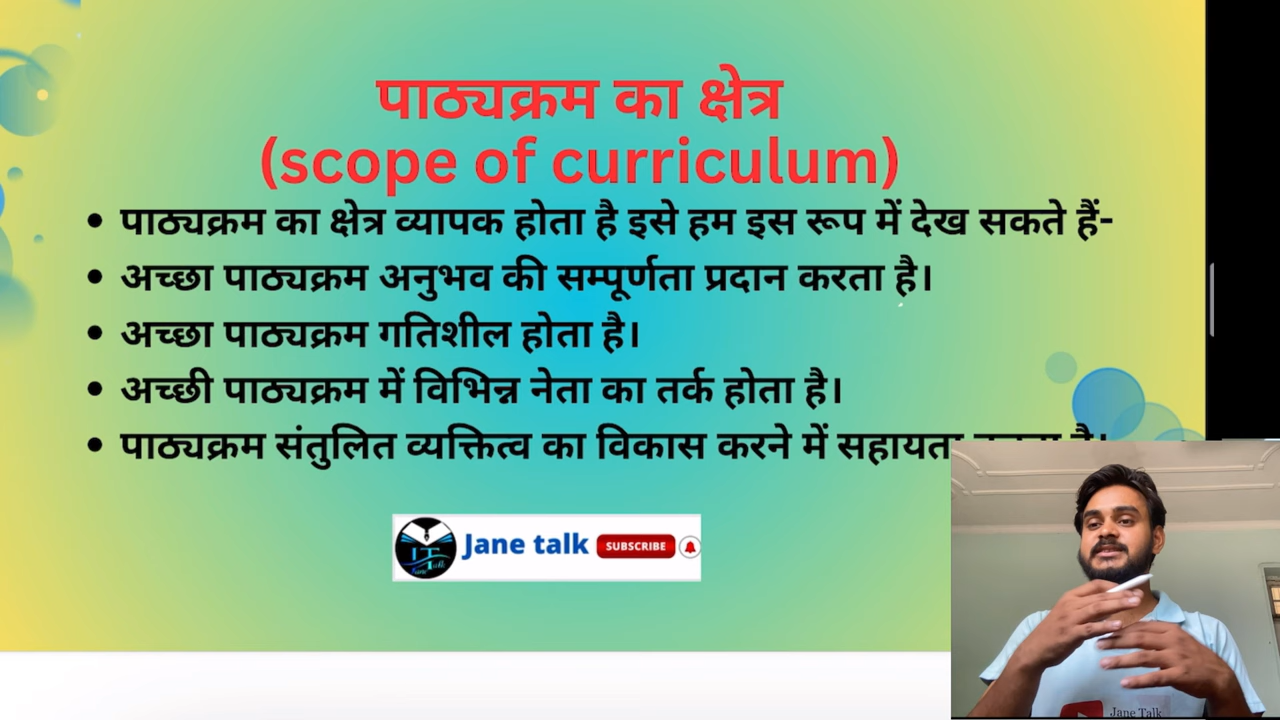 पाठ्यक्रम का क्षेत्र
(scope of curriculum)
• पाठ्यक्रम का क्षेत्र व्यापक होता है इसे हम इस रूप में देख सकते हैं-
• अच्छा पाठ्यक्रम अनुभव की सम्पूर्णता प्रदान करता है।
• अच्छा पाठ्यक्रम गतिशील होता है।
• अच्छी पाठ्यक्रम में विभिन्न नेता का तर्क होता है।
• पाठ्यक्रम संतुलित व्यक्तित्व का विकास करने में है।
Jane talk SUBSCRIBE
Jane Talk